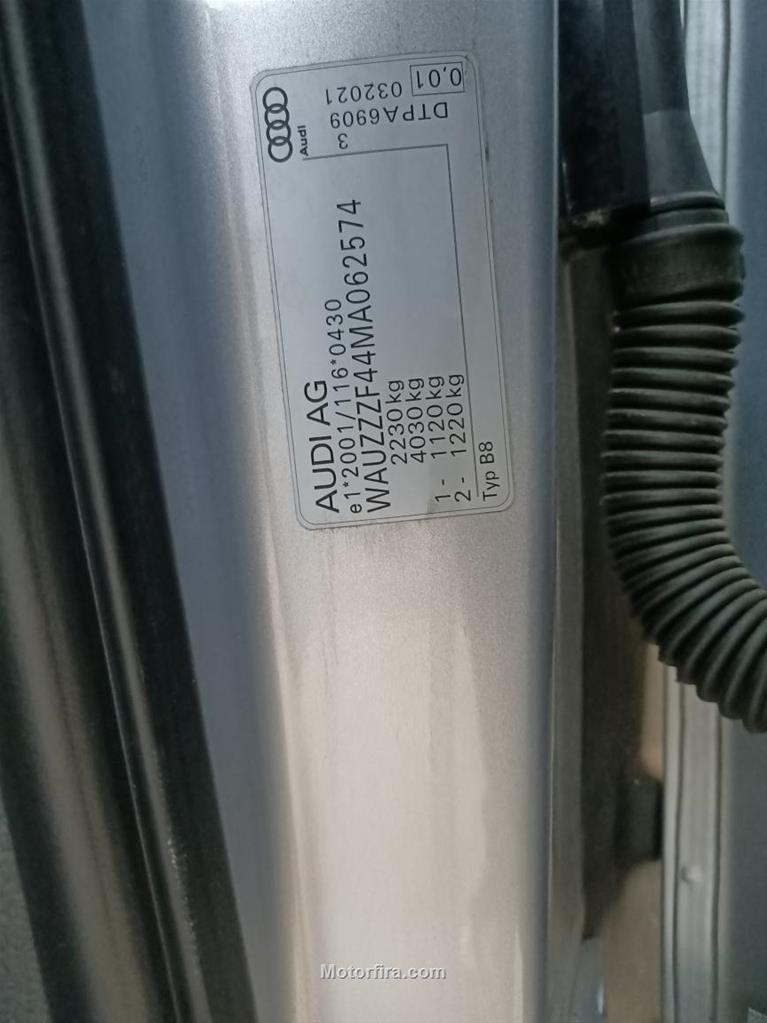 AUDI AG
e1*2001/116*0430
WAUZZZF44MA062574
2230 kg
4030 kg
1 - 1120 kg
2 - 1220 kg
Typ B8
Audi
3
DTPA6909
032021
0,01
Motorfira.com